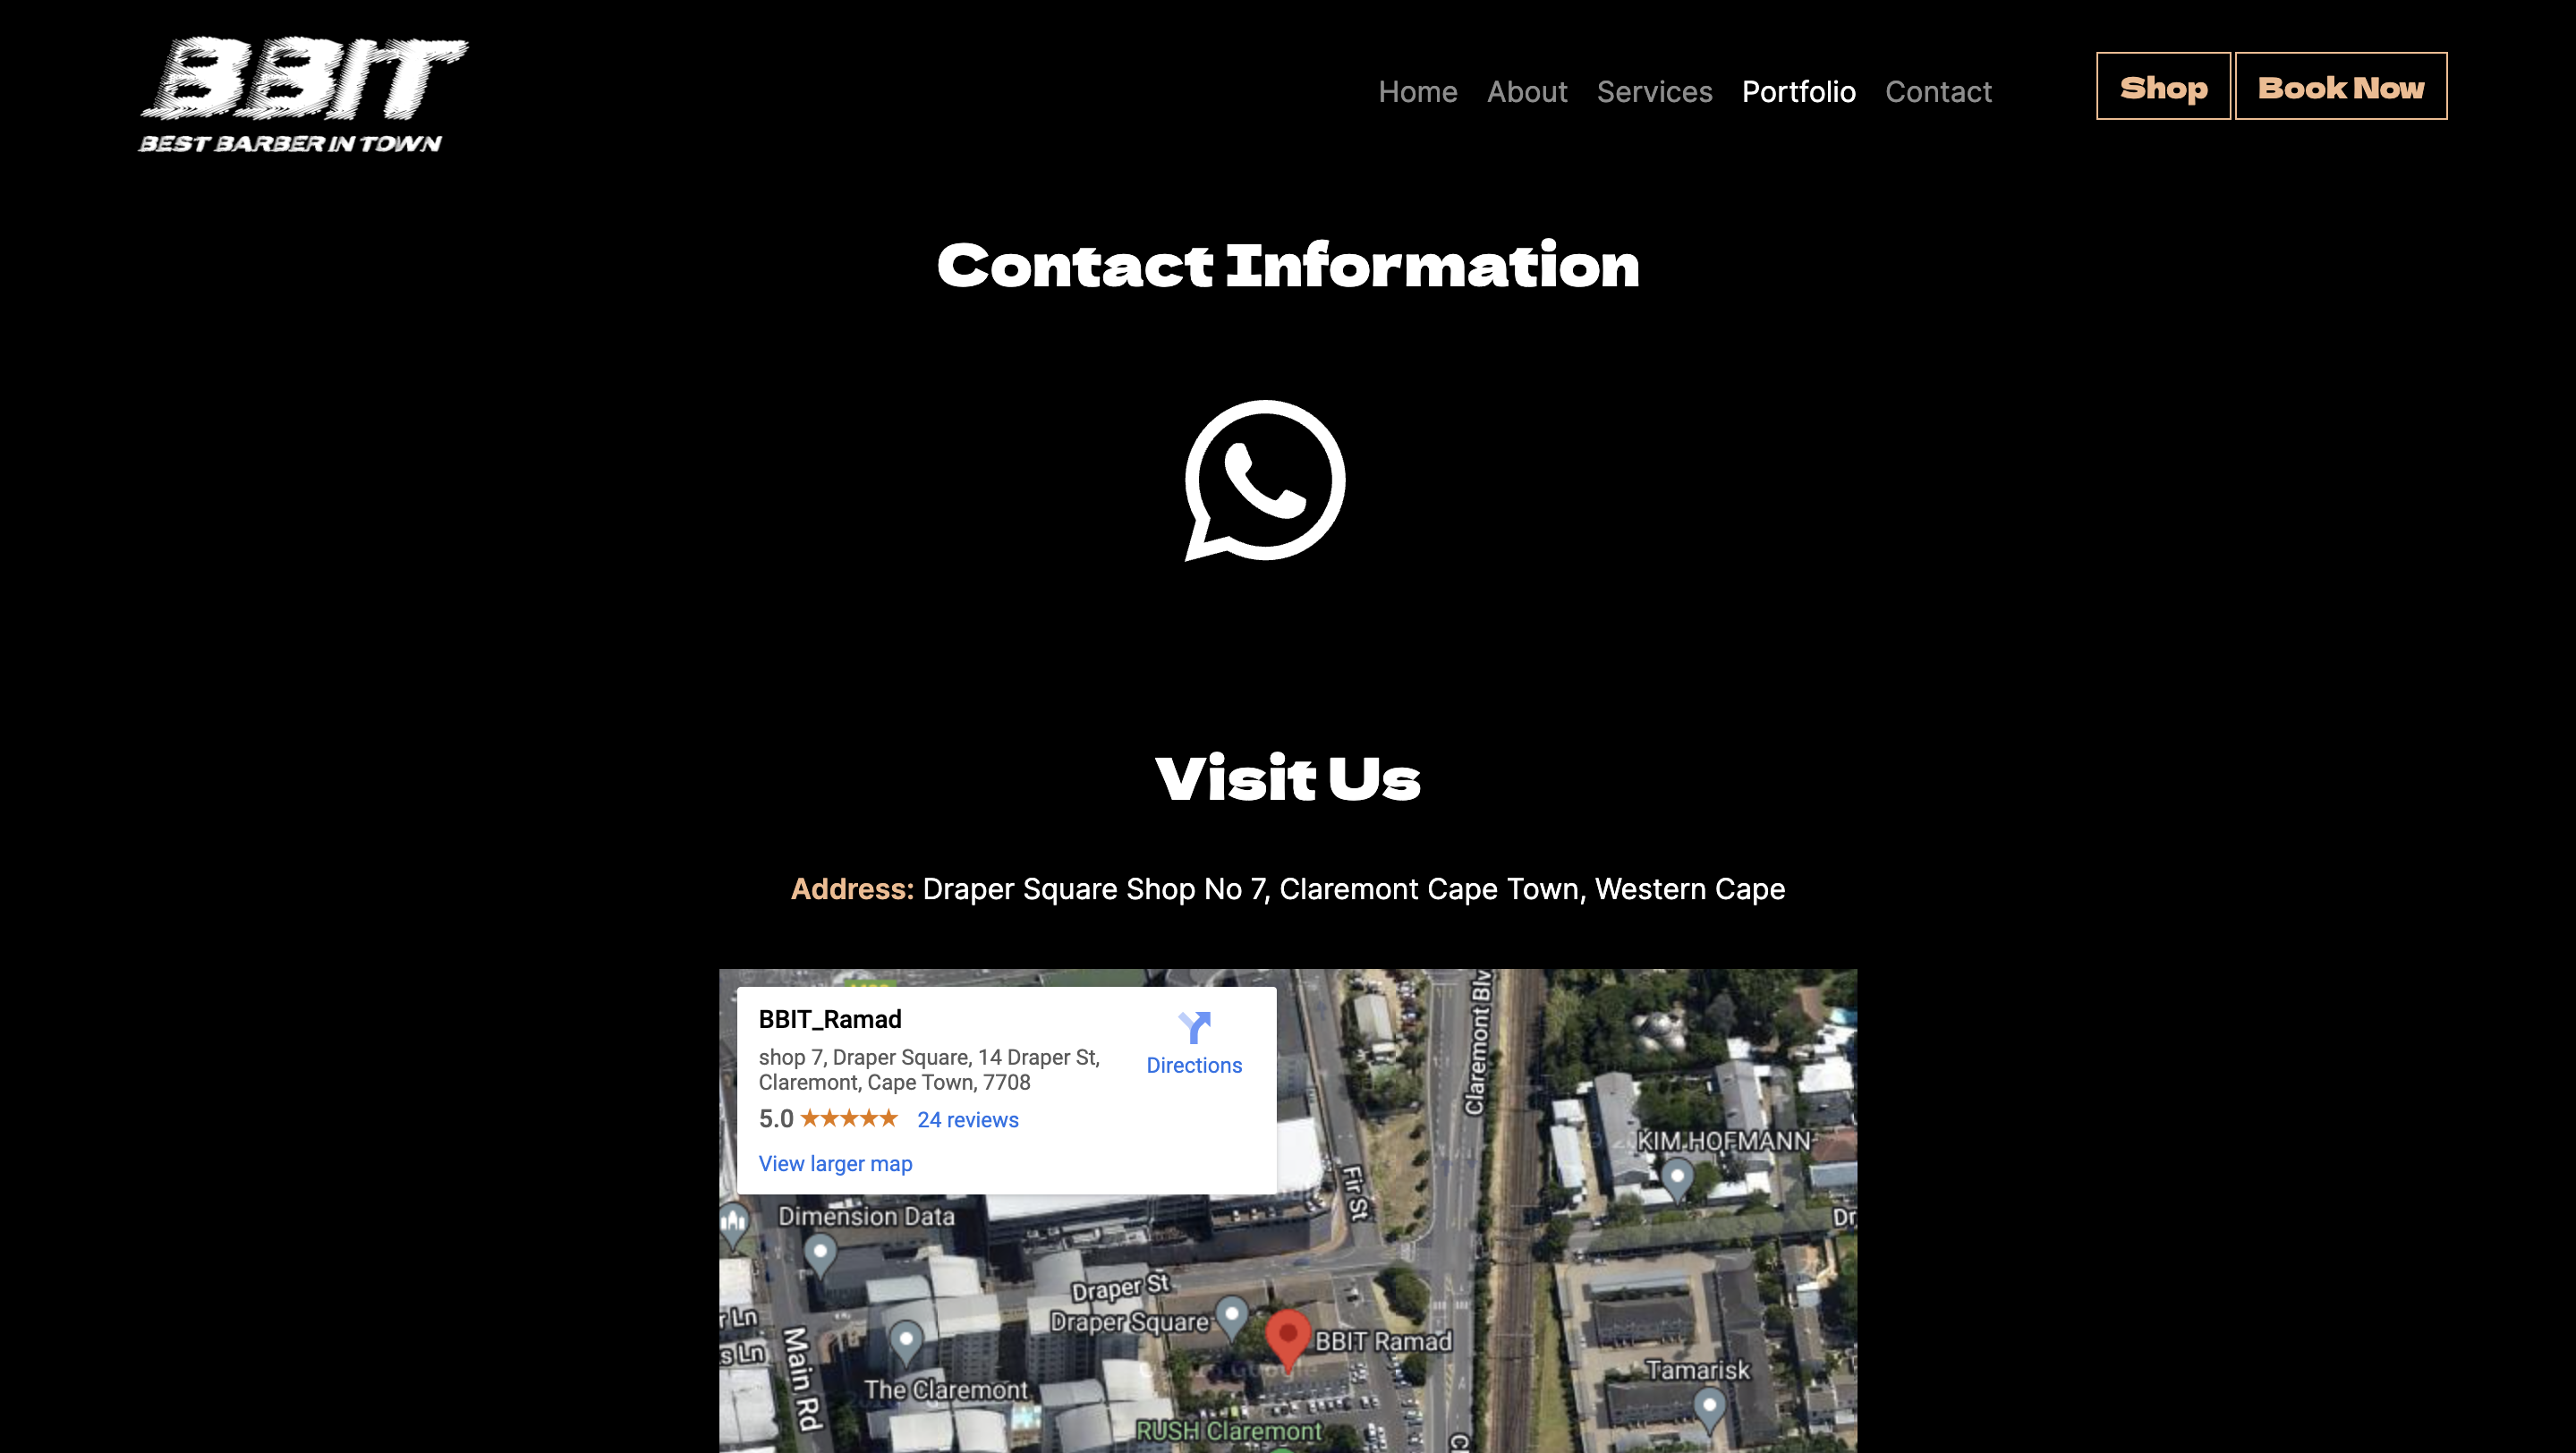 BBIT
BEST BARBER IN TOWN
Home About Services Portfolio Contact
Shop Book Now
Contact Information
Visit Us
Address: Draper Square Shop No 7, Claremont Cape Town, Western Cape
BBIT_Ramad
shop 7, Draper Square, 14 Draper St,
Claremont, Cape Town, 7708
Directions
5.0 ★★★★★ 24 reviews
View larger map
Claremont Blv
KIM HOFMANN
Fir St
Dimension Data
Dr
Draper St
Draper Square
BBIT Ramad
r Ln
s Ln
Main Rd
The Claremont
Tamarisk
RUSH Claremont